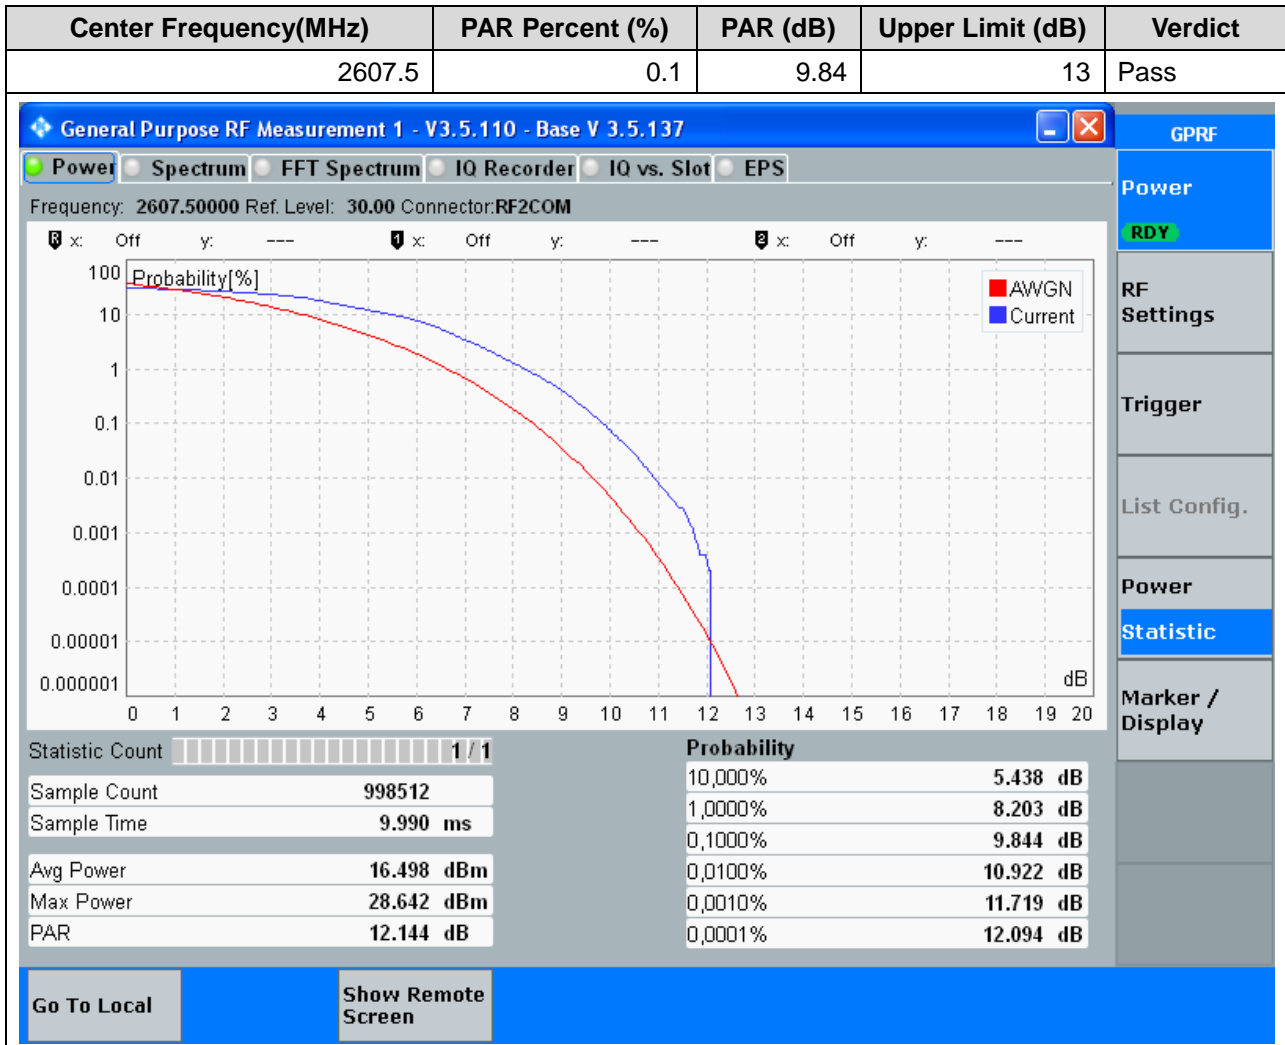 Center Frequency(MHz) PAR Percent (%) PAR (dB) Upper Limit (dB) Verdict
2607.5 0.1 9.84 13 Pass
General Purpose RF Measurement 1 - V3.5.110 - Base V 3.5.137
GPRF
Power Spectrum FFT Spectrum IQ Recorder IQ vs. Slot EPS
Frequency: 2607.50000 Ref. Level: 30.00 Connector:RF2COM
R x: Off y: --- 1 x: Off y: --- 2 x: Off y: ---
Probability[%]
AWGN
Current
100
10
1
0.1
0.01
0.001
0.0001
0.00001
0.000001
dB
0 1 2 3 4 5 6 7 8 9 10 11 12 13 14 15 16 17 18 19 20
Statistic Count 1 / 1
Sample Count 998512
Sample Time 9.990 ms
Avg Power 16.498 dBm
Max Power 28.642 dBm
PAR 12.144 dB
Probability
10,000% 5.438 dB
1,0000% 8.203 dB
0,1000% 9.844 dB
0,0100% 10.922 dB
0,0010% 11.719 dB
0,0001% 12.094 dB
Power
RDY
RF
Settings
Trigger
List Config.
Power
Statistic
Marker /
Display
Go To Local
Show Remote
Screen